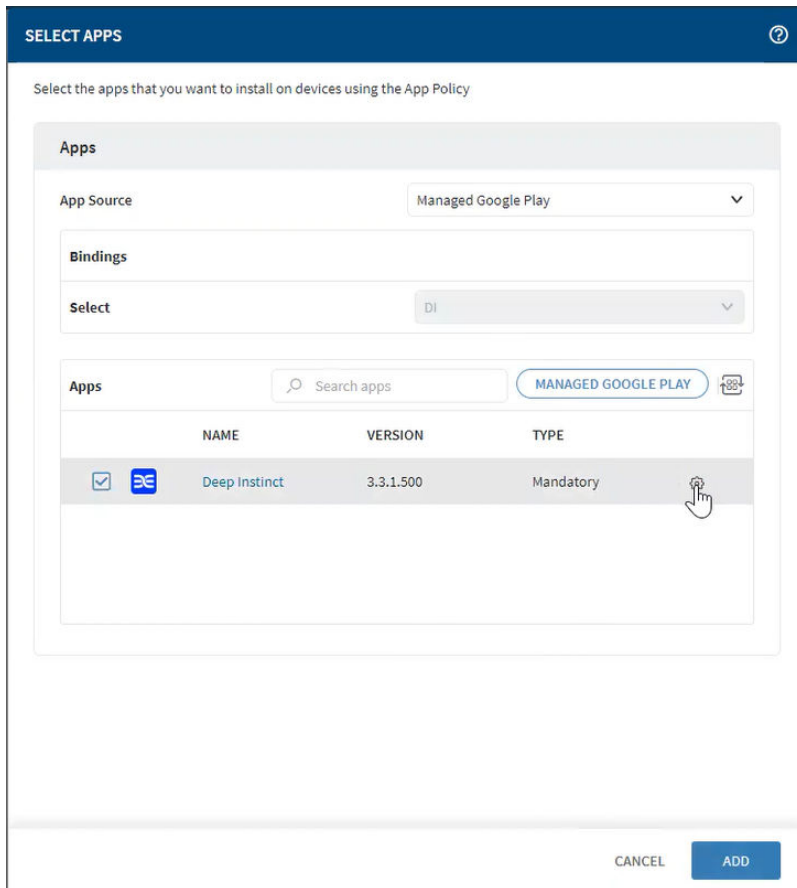 SELECT APPS
Select the apps that you want to install on devices using the App Policy
Apps
App Source Managed Google Play
Bindings
Select DI
Apps Search apps MANAGED GOOGLE PLAY
NAME VERSION TYPE
Deep Instinct 3.3.1.500 Mandatory
CANCEL ADD